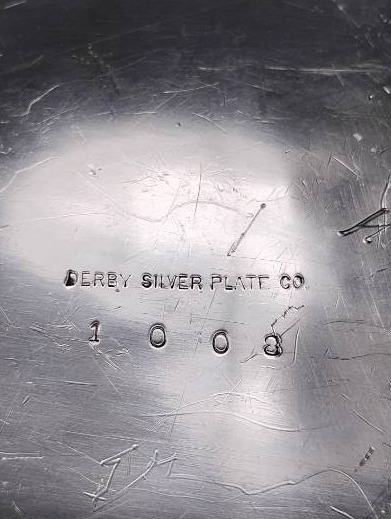 DERBY SILVER PLATE CO.
1003